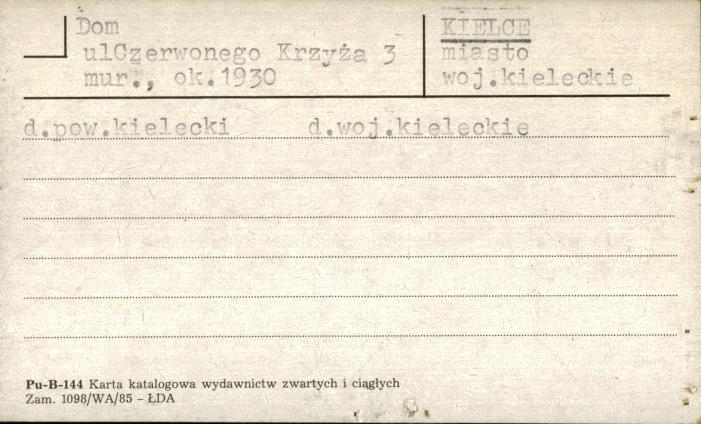 Dom
ulCzerwonego Krzyża 3
mur., ok.1930
KIELCE
miasto
woj.kieleckie
d.pow.kielecki d.woj.kieleckie
Pu-B-144 Karta katalogowa wydawnictw zwartych i ciągłych
Zam. 1098/WA/85 – ŁDA